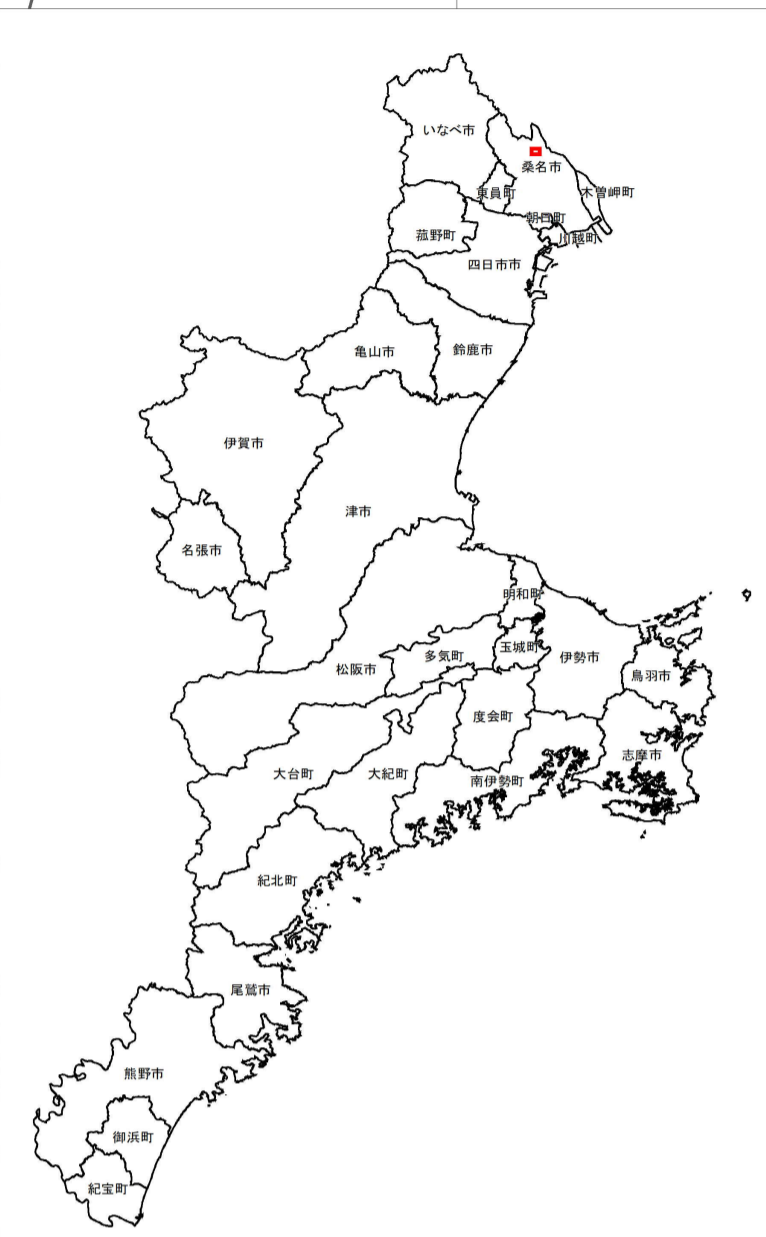 いなべ市
桑名市
東員町
木曽岬町
朝日町
菰野町
川越町
四日市市
亀山市
鈴鹿市
伊賀市
津市
名張市
明和町
玉城町
多気町
伊勢市
松阪市
鳥羽市
度会町
志摩市
大台町
大紀町
南伊勢町
紀北町
尾鷲市
熊野市
御浜町
紀宝町